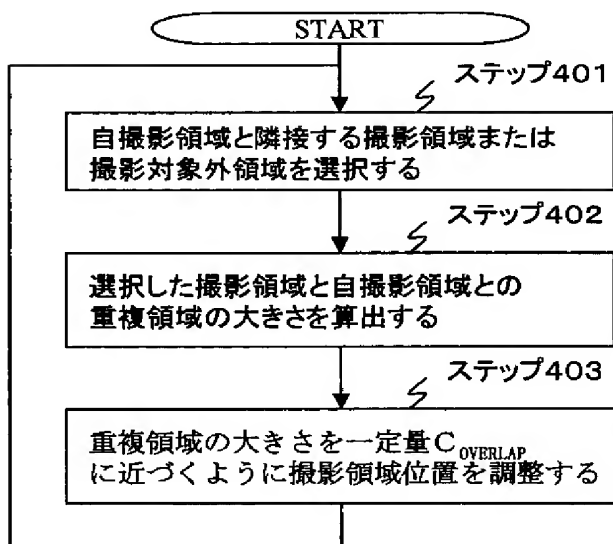 START
ステップ401
自撮影領域と隣接する撮影領域または
撮影対象外領域を選択する
ステップ402
選択した撮影領域と自撮影領域との
重複領域の大きさを算出する
ステップ403
重複領域の大きさを一定量C_OVERLAP
に近づくように撮影領域位置を調整する